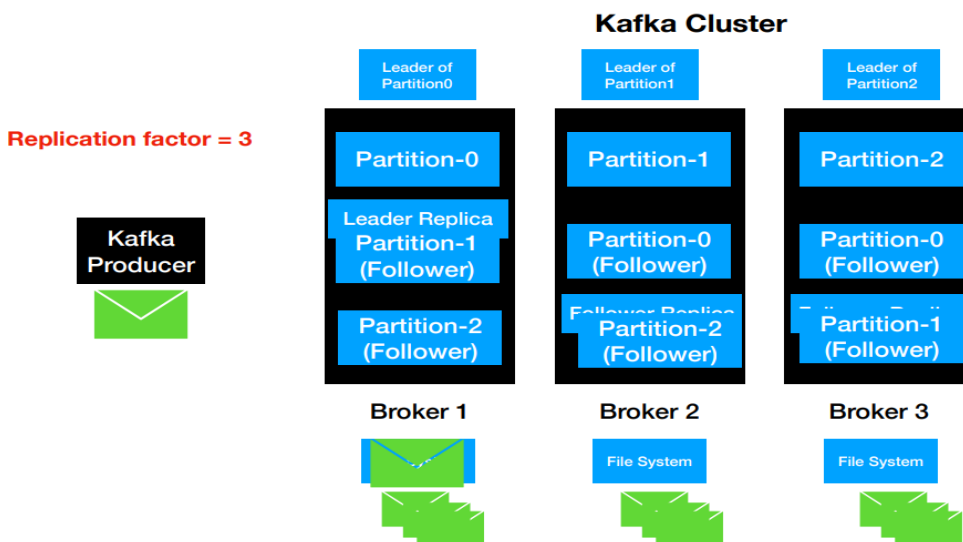 Kafka Cluster
Leader of
Partition0
Leader of
Partition1
Leader of
Partition2
Replication factor = 3
Partition-0
Partition-1
Partition-2
Leader Replica
Kafka
Producer
Partition-1
(Follower)
Partition-0
(Follower)
Partition-0
(Follower)
Follower Replica
Partition-2
(Follower)
Partition-2
(Follower)
Partition-1
(Follower)
Broker 1
Broker 2
Broker 3
File System
File System